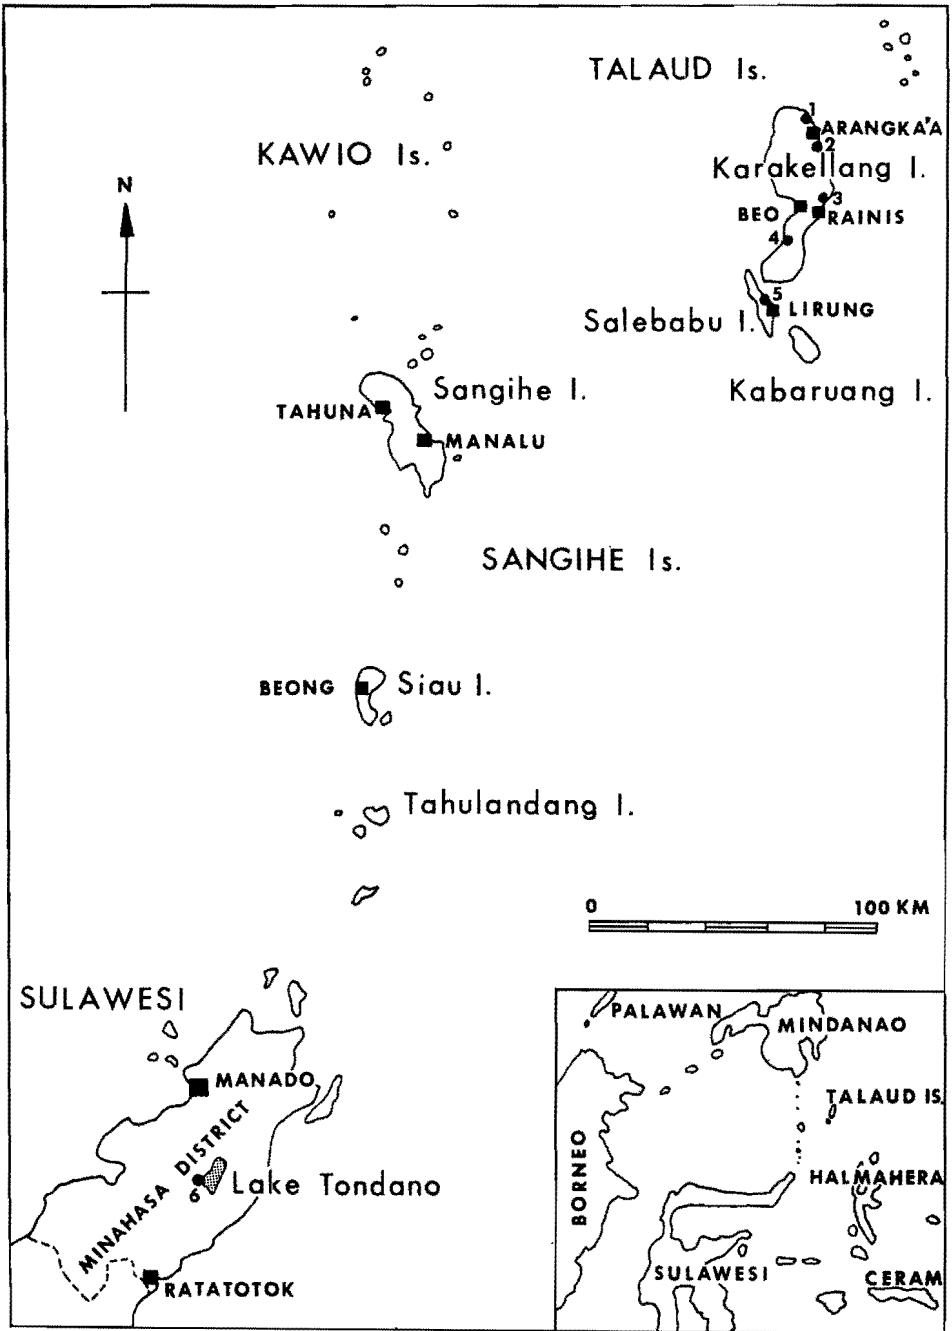 TALAUD Is.
1
ARANGKA'A
2
KAWIO Is.
Karakellang I.
N
3
BEO
RAINIS
4
5
LIRUNG
Salebabu I.
Kabaruang I.
Sangihe I.
TAHUNA
MANALU
SANGIHE Is.
BEONG
Siau I.
Tahulandang I.
0
100 KM
SULAWESI
MANADO
MINAHASA DISTRICT
6
Lake Tondano
RATATOTOK
PALAWAN
MINDANAO
TALAUD IS.
BORNEO
HALMAHERA
SULAWESI
CERAM